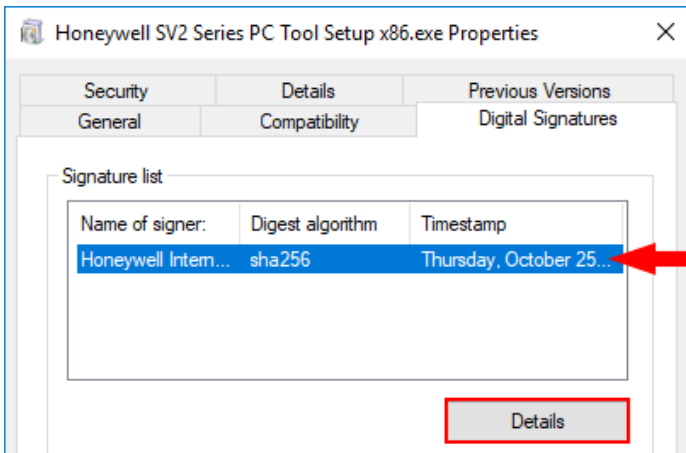 Honeywell SV2 Series PC Tool Setup x86.exe Properties
Security Details Previous Versions
General Compatibility Digital Signatures
Signature list
Name of signer: Digest algorithm Timestamp
Honeywell Intern... sha256 Thursday, October 25...
Details